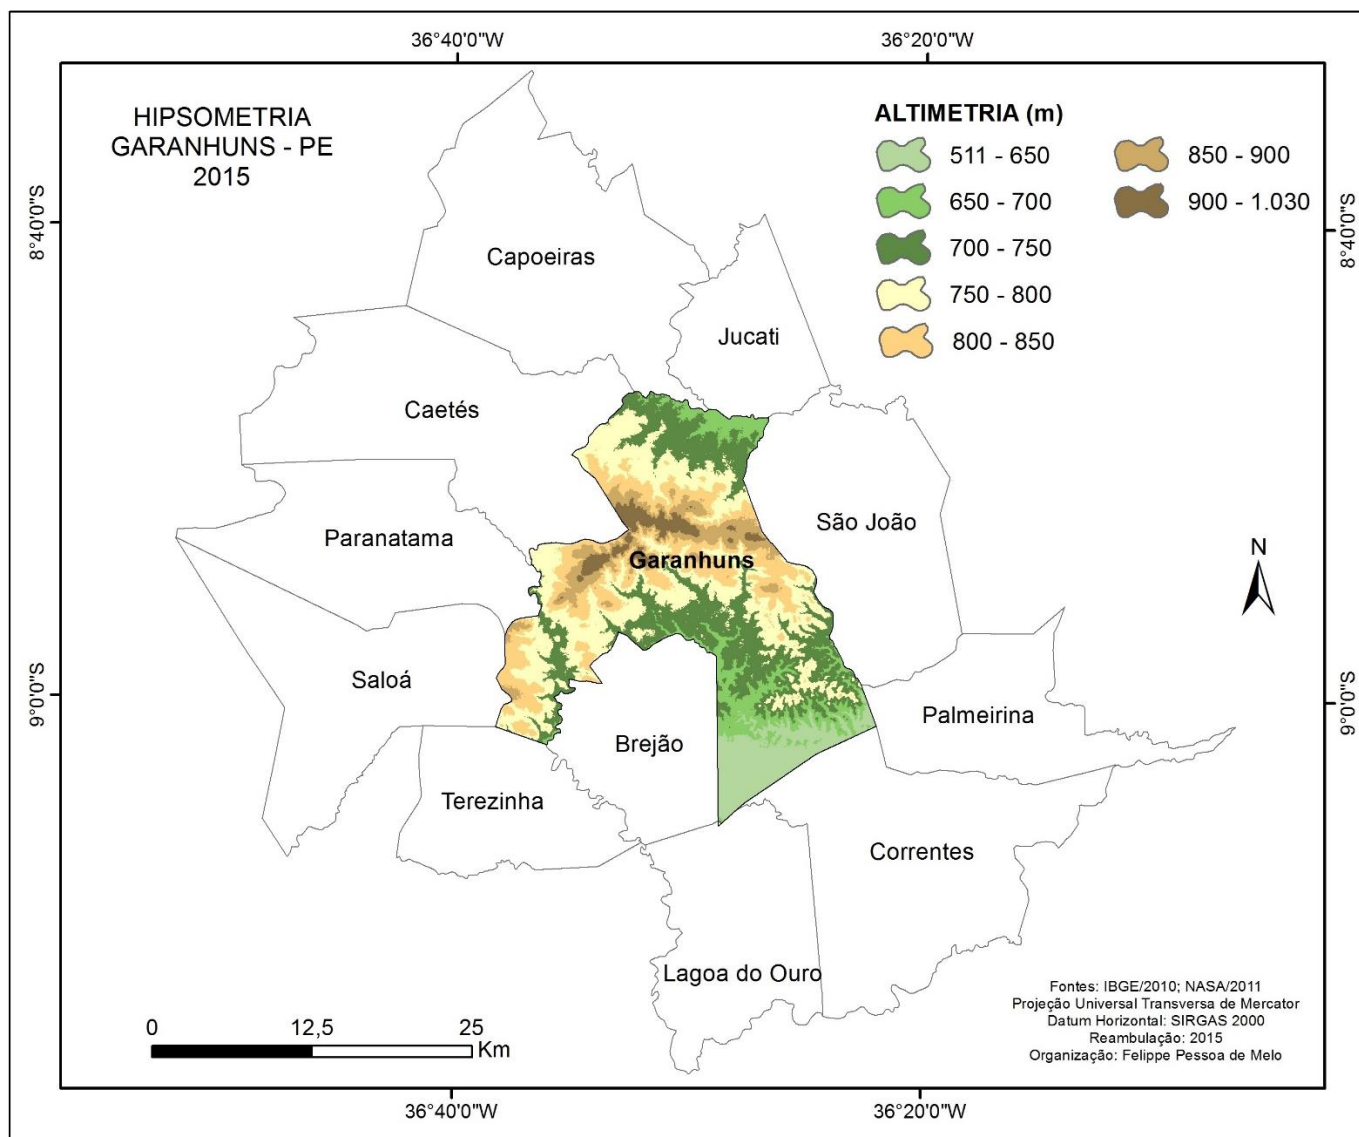 36°40'0"W
36°20'0"W
HIPSOMETRIA
GARANHUNS - PE
2015
ALTIMETRIA (m)
511 - 650
650 - 700
700 - 750
750 - 800
800 - 850
850 - 900
900 - 1.030
8°40'0"S
8°40'0"S
Capoeiras
Jucati
Caetés
São João
Paranatama
Garanhuns
N
Saloá
9°0'0"S
9°0'0"S
Palmeirina
Brejão
Terezinha
Correntes
Lagoa do Ouro
0 12,5 25
Km
Fontes: IBGE/2010; NASA/2011
Projeção Universal Transversa de Mercator
Datum Horizontal: SIRGAS 2000
Reambulação: 2015
Organização: Felippe Pessoa de Melo
36°40'0"W
36°20'0"W